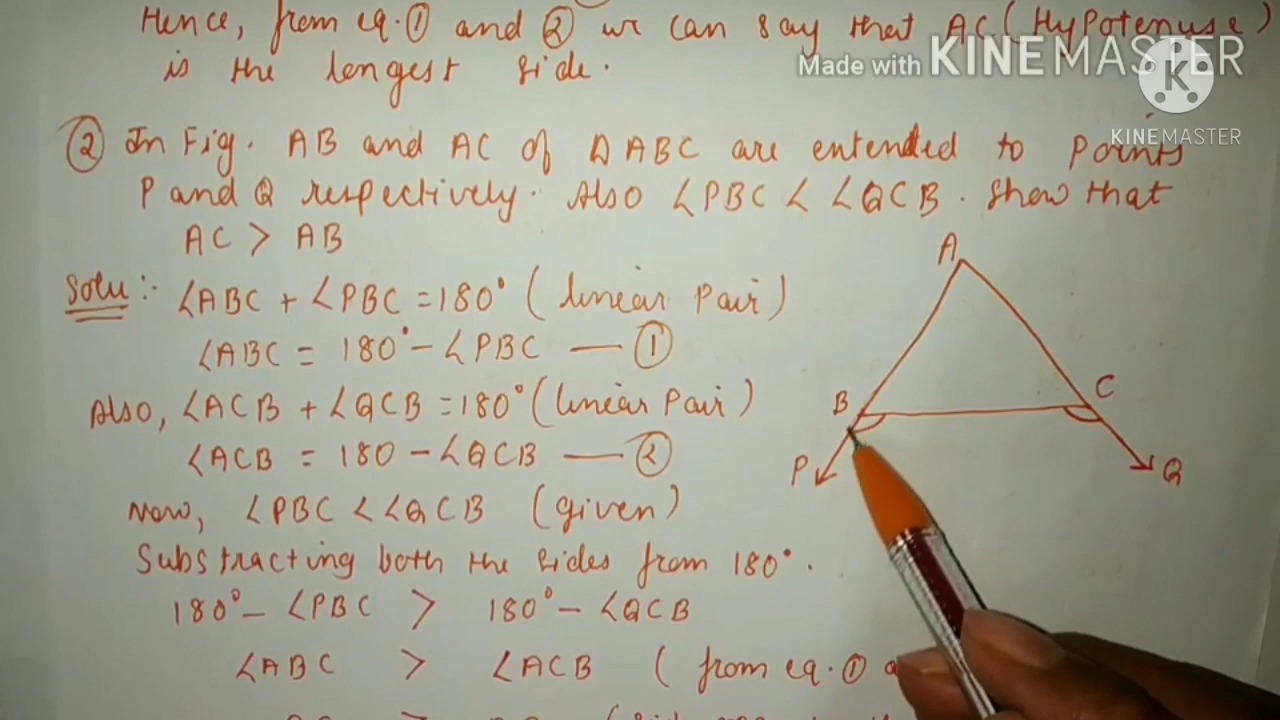 Hence, from eq. ① and ② we can say that AC (Hypotenuse)
is the longest side.
Made with KINEMASTER
KINEMASTER
② In Fig. AB and AC of ΔABC are entended to points
P and Q respectively. Also ∠PBC < ∠QCB. Show that
AC > AB
Solu:- ∠ABC + ∠PBC = 180° (linear Pair)
∠ABC = 180° - ∠PBC — ①
Also, ∠ACB + ∠QCB = 180° (linear Pair)
∠ACB = 180 - ∠QCB — ②
Now, ∠PBC < ∠QCB (given)
Substracting both the sides from 180°.
180° - ∠PBC > 180° - ∠QCB
∠ABC > ∠ACB (from eq. ①
A
B
C
P
Q